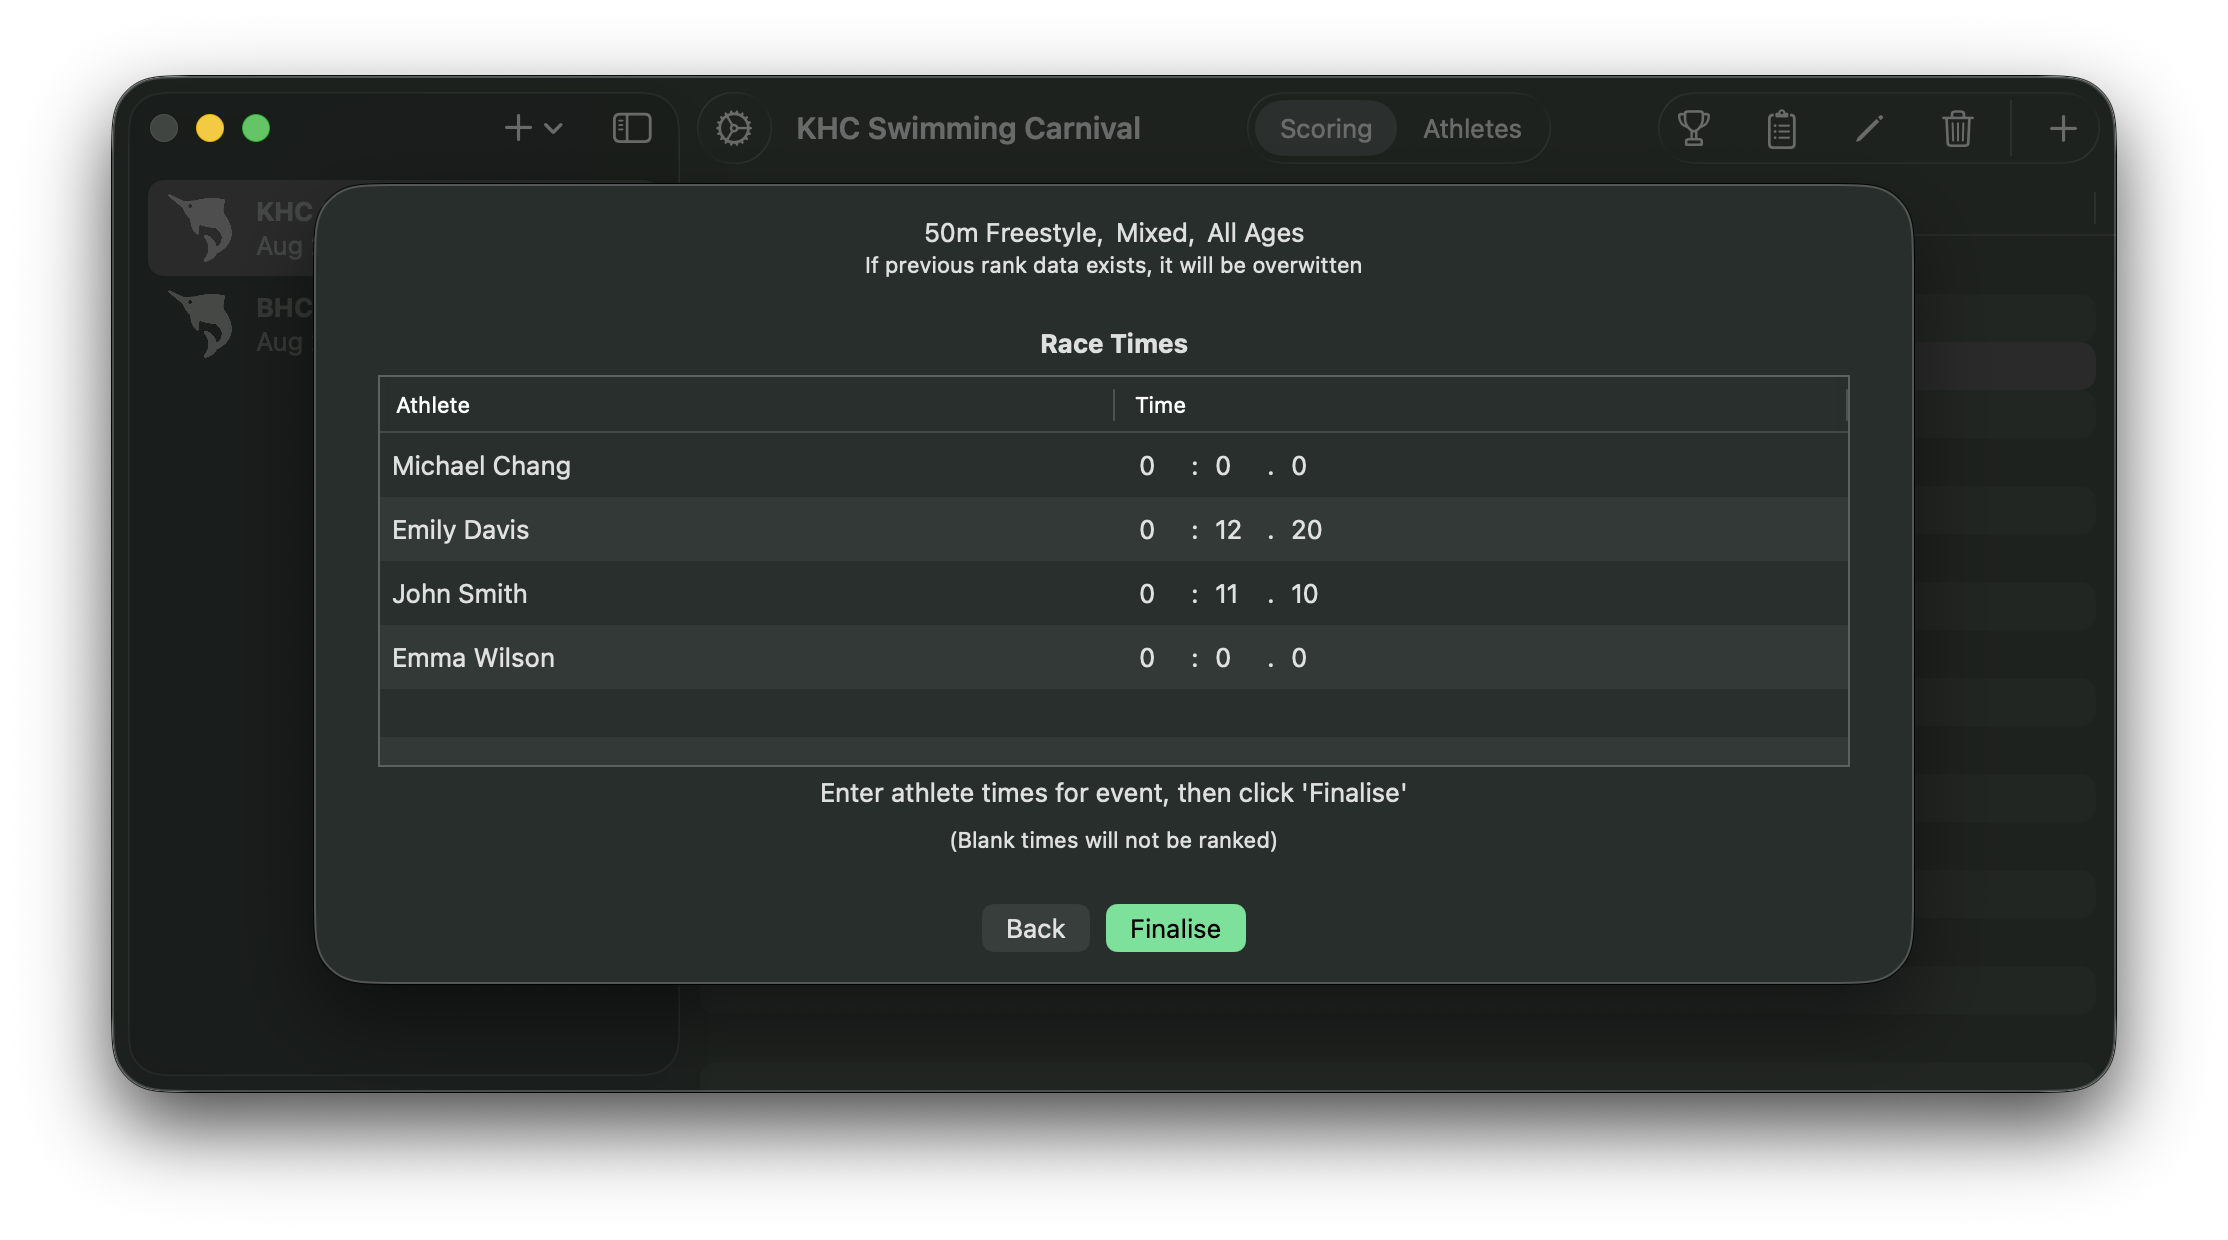 KHC Swimming Carnival
Scoring
Athletes
KHC
Aug
BHC
Aug
50m Freestyle, Mixed, All Ages
If previous rank data exists, it will be overwitten
Race Times
Athlete Time
Michael Chang 0 : 0 . 0
Emily Davis 0 : 12 . 20
John Smith 0 : 11 . 10
Emma Wilson 0 : 0 . 0
Enter athlete times for event, then click 'Finalise'
(Blank times will not be ranked)
Back Finalise